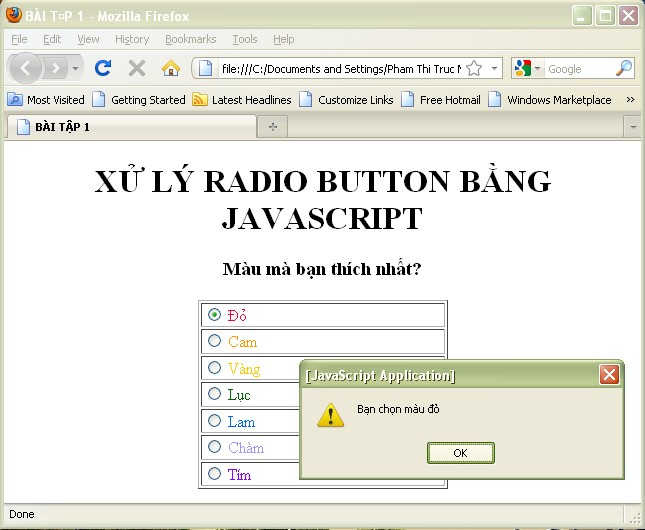 BÀI T¤P 1 - Mozilla Firefox
File Edit View History Bookmarks Tools Help
file:///C:/Documents and Settings/Pham Thi Truc M
Google
Most Visited Getting Started Latest Headlines Customize Links Free Hotmail Windows Marketplace »
BÀI TẬP 1
XỬ LÝ RADIO BUTTON BẰNG
JAVASCRIPT
Màu mà bạn thích nhất?
Đỏ
Cam
Vàng
Lục
Lam
Chàm
Tím
[JavaScript Application]
Bạn chọn màu đỏ
OK
Done